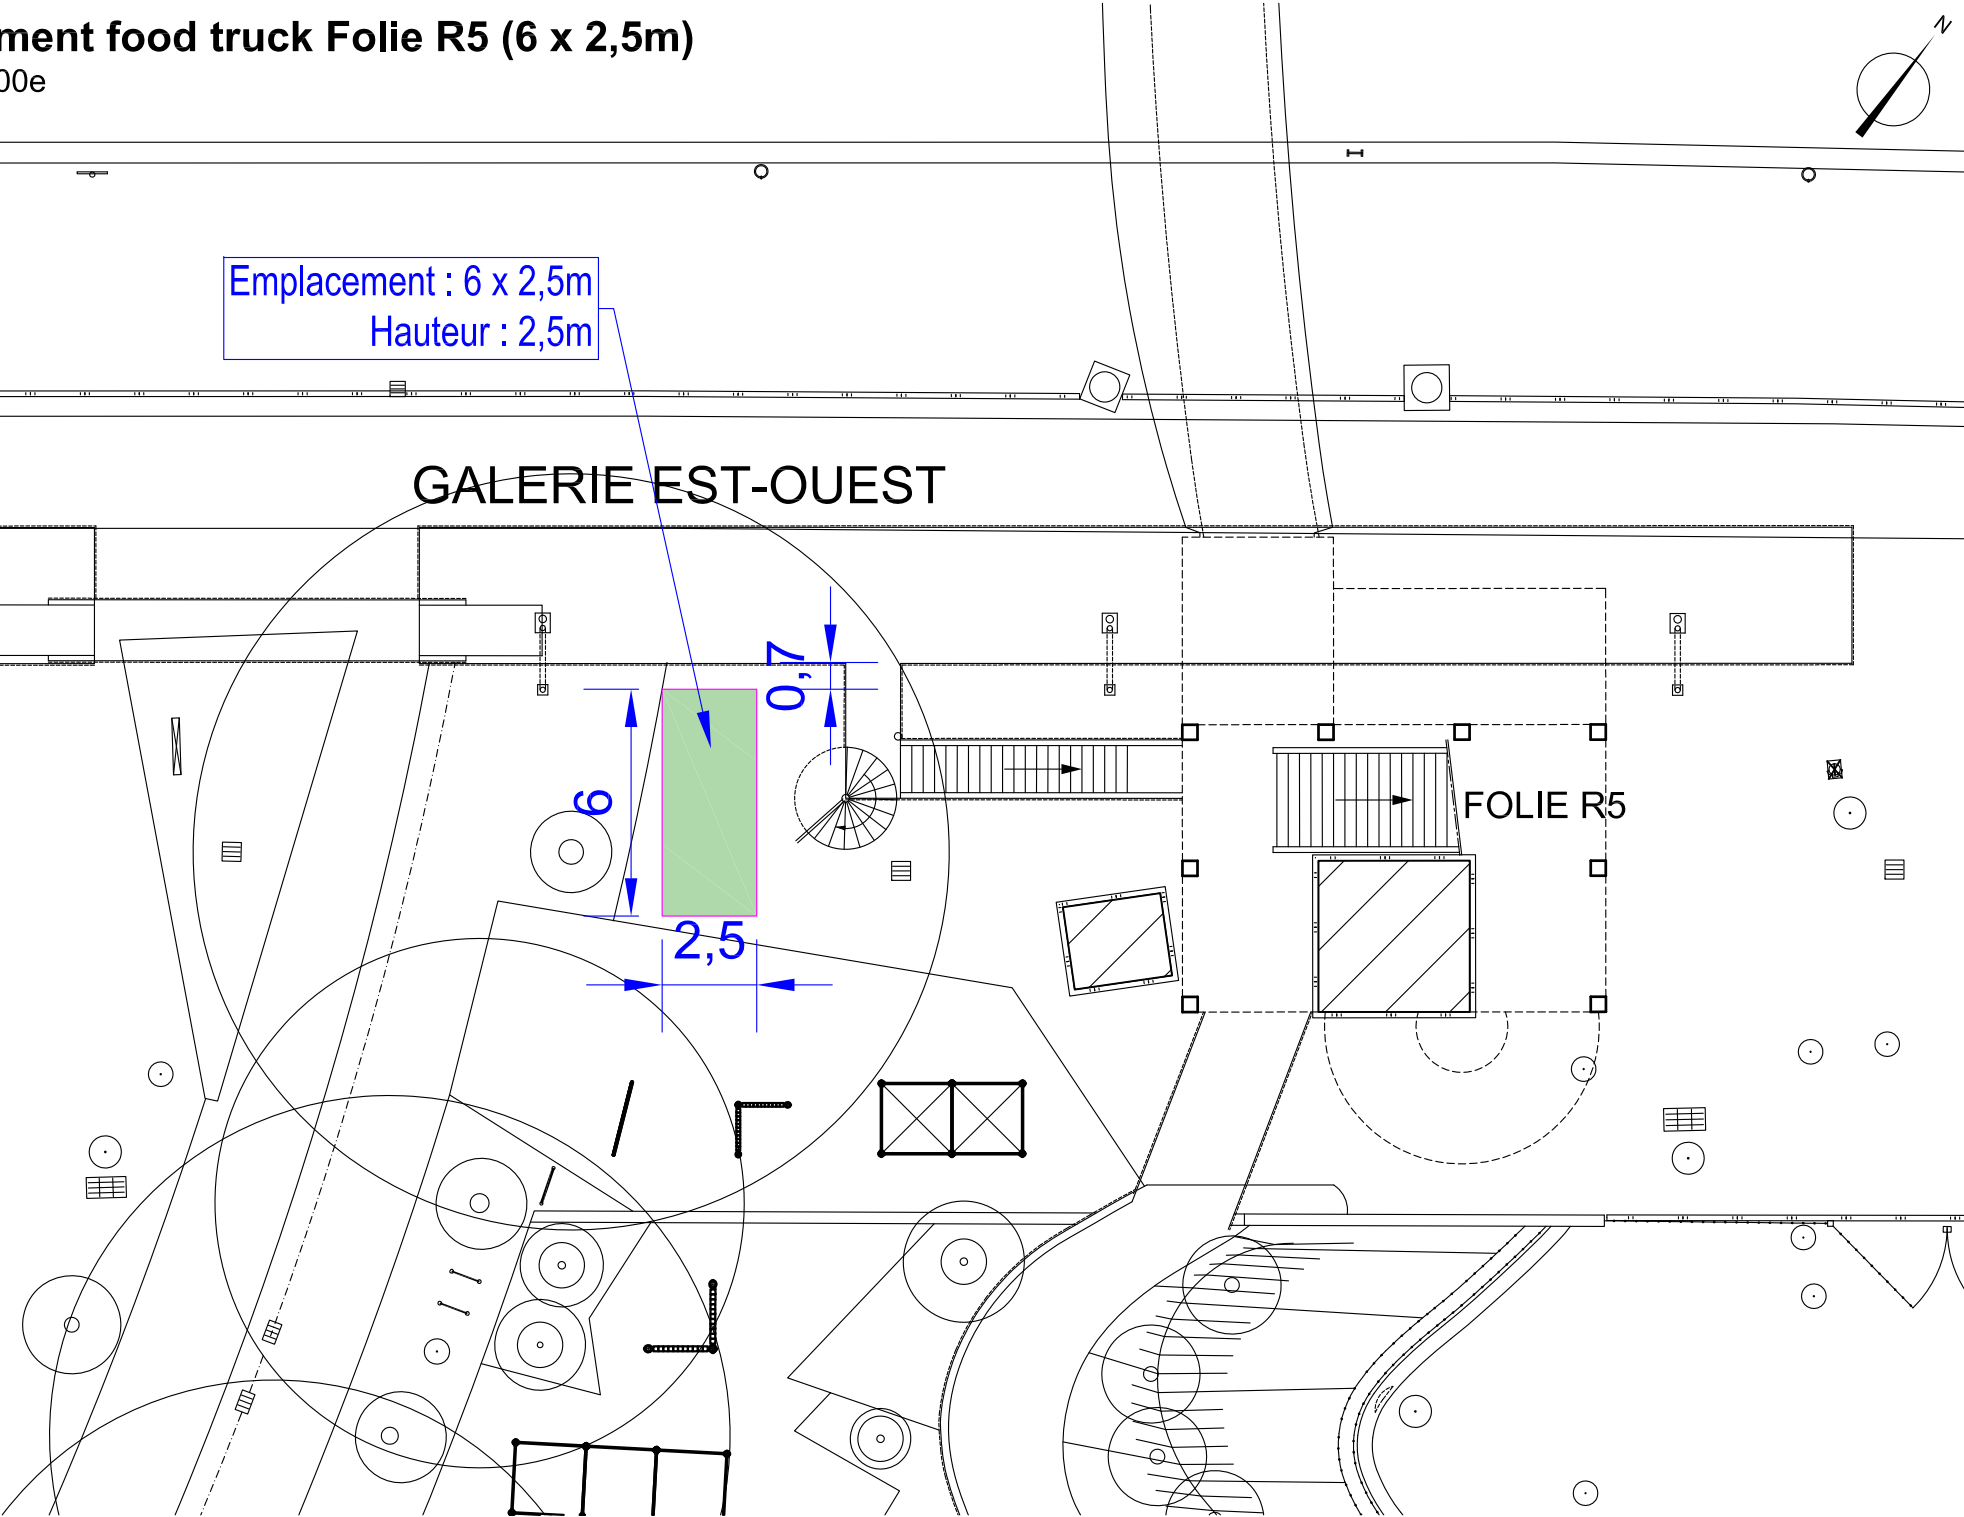 ment food truck Folie R5 (6 x 2,5m)
00e
N
Emplacement : 6 x 2,5m
Hauteur : 2,5m
GALERIE EST-OUEST
0,7
6
2,5
FOLIE R5